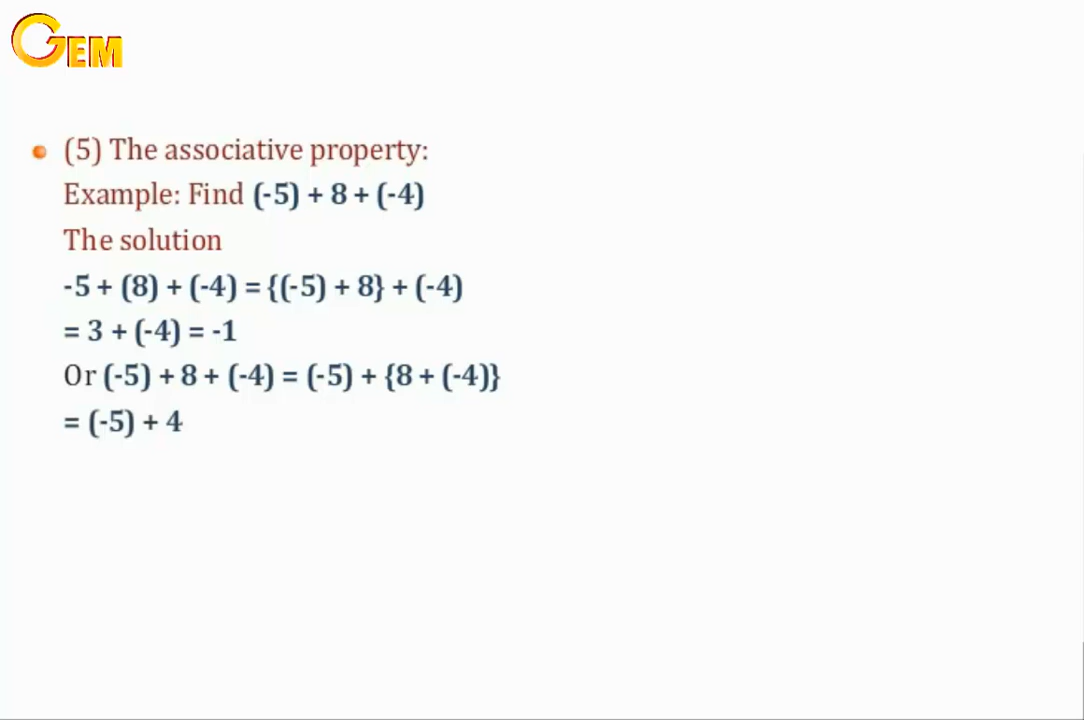 GEM
(5) The associative property:
Example: Find (-5) + 8 + (-4)
The solution
-5 + (8) + (-4) = {(-5) + 8} + (-4)
= 3 + (-4) = -1
Or (-5) + 8 + (-4) = (-5) + {8 + (-4)}
= (-5) + 4